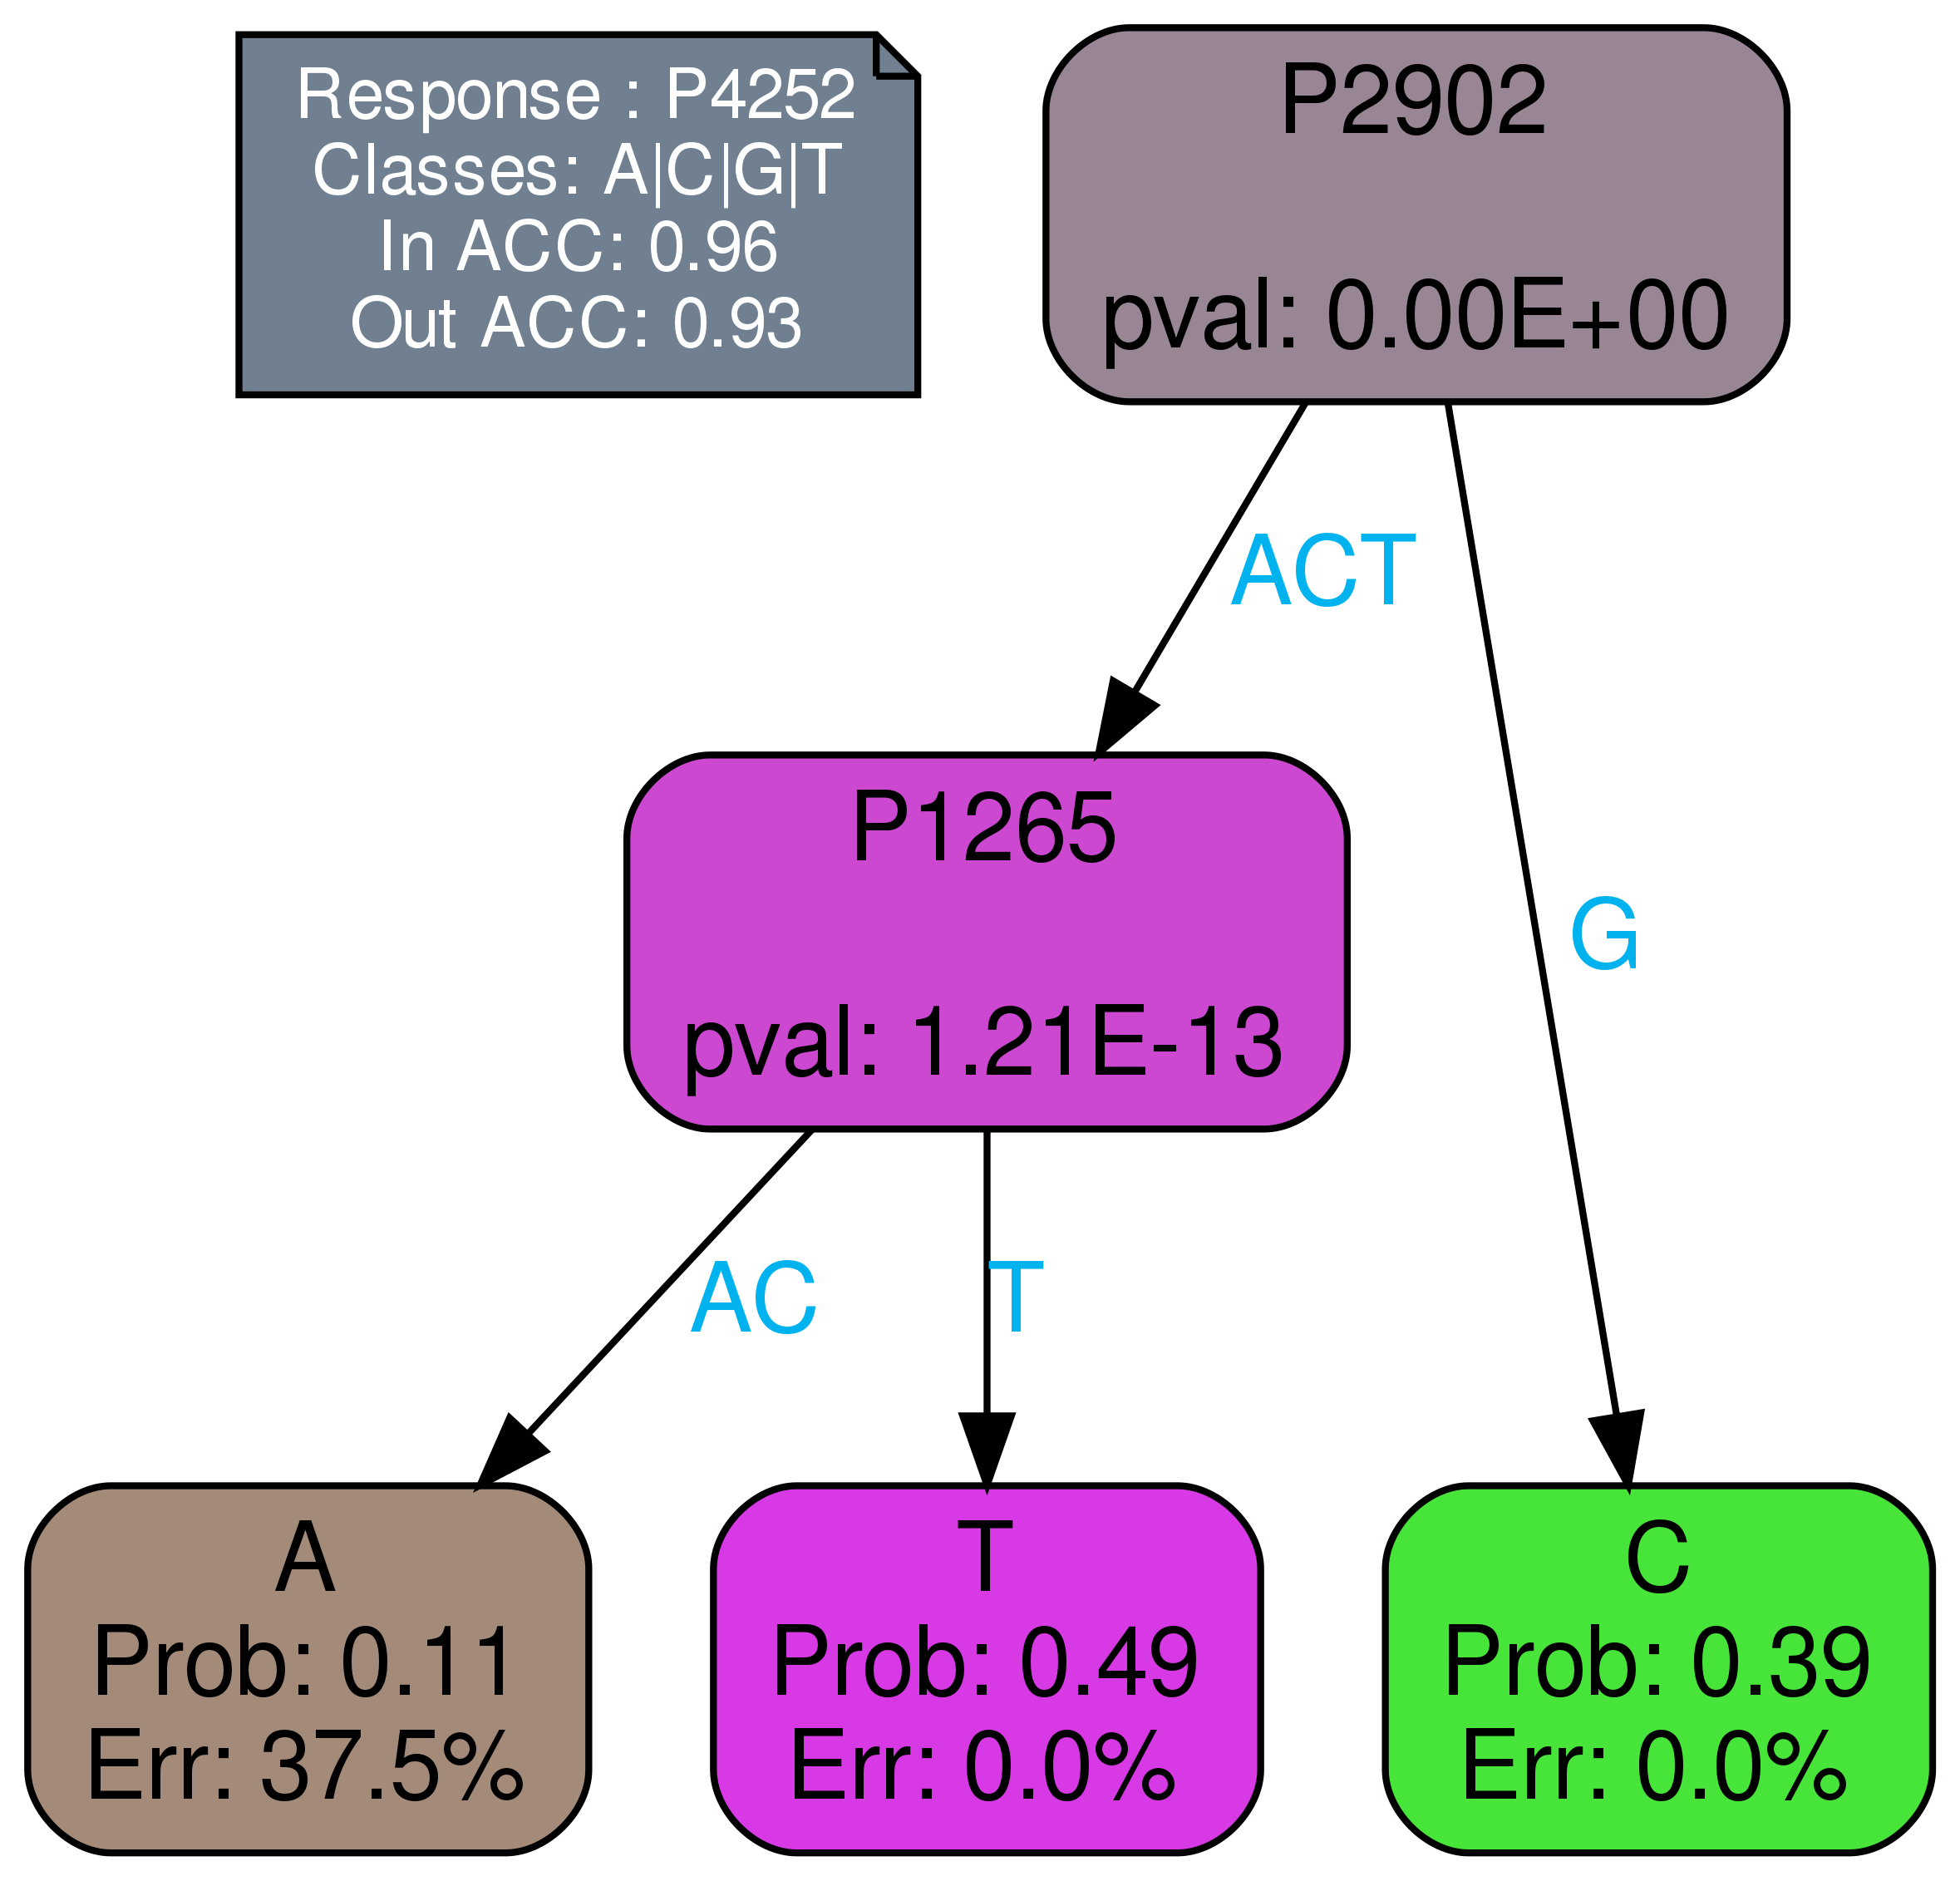 Response : P4252
Classes: A|C|G|T
In ACC: 0.96
Out ACC: 0.93
P2902
pval: 0.00E+00
ACT
G
P1265
pval: 1.21E-13
AC
T
A
Prob: 0.11
Err: 37.5%
T
Prob: 0.49
Err: 0.0%
C
Prob: 0.39
Err: 0.0%